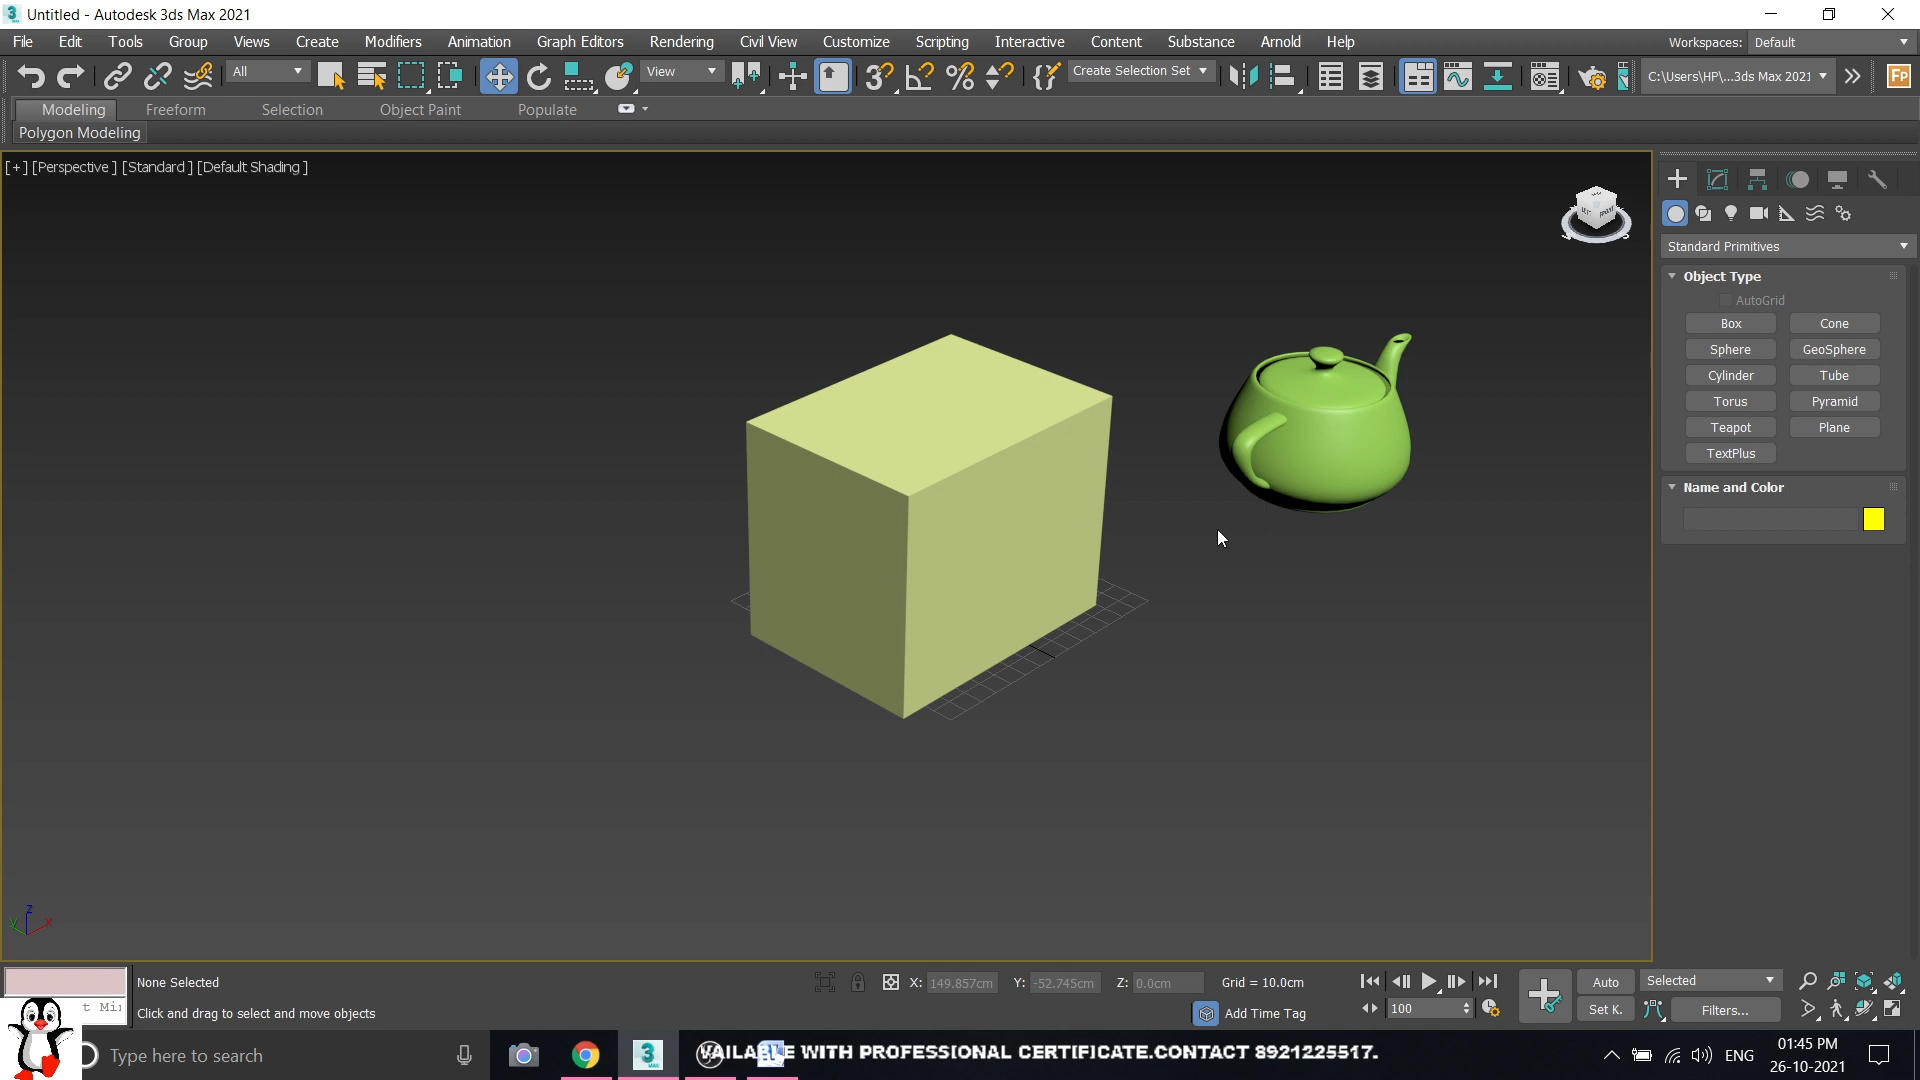 Untitled - Autodesk 3ds Max 2021
File Edit Tools Group Views Create Modifiers Animation Graph Editors Rendering Civil View Customize Scripting Interactive Content Substance Arnold Help Workspaces: Default
All View Create Selection Set C:\Users\HP\...3ds Max 2021
Modeling Freeform Selection Object Paint Populate
Polygon Modeling
[+] [Perspective ] [Standard ] [Default Shading ]
Standard Primitives
Object Type
AutoGrid
Box Cone
Sphere GeoSphere
Cylinder Tube
Torus Pyramid
Teapot Plane
TextPlus
Name and Color
z
y x
None Selected X: 149.857cm Y: -52.745cm Z: 0.0cm Grid = 10.0cm Auto Selected
t Mi
Click and drag to select and move objects Add Time Tag 100 Set K. Filters...
Type here to search
WITH PROFESSIONAL CERTIFICATE.CONTACT 8921225517.
ENG
01:45 PM
26-10-2021